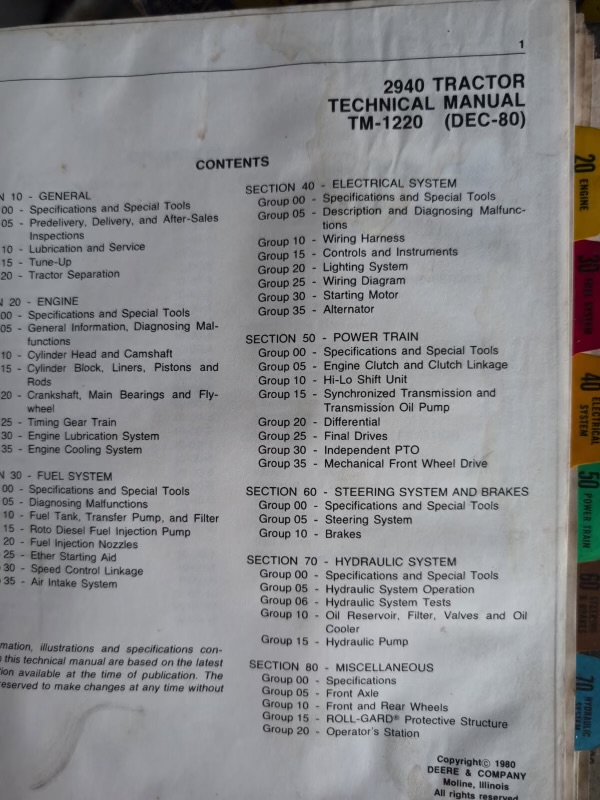 1
2940 TRACTOR
TECHNICAL MANUAL
TM-1220 (DEC-80)
CONTENTS
N 10 - GENERAL
00 - Specifications and Special Tools
05 - Predelivery, Delivery, and After-Sales
Inspections
10 - Lubrication and Service
15 - Tune-Up
20 - Tractor Separation
N 20 - ENGINE
00 - Specifications and Special Tools
05 - General Information, Diagnosing Mal-
functions
10 - Cylinder Head and Camshaft
15 - Cylinder Block, Liners, Pistons and
Rods
20 - Crankshaft, Main Bearings and Fly-
wheel
25 - Timing Gear Train
30 - Engine Lubrication System
35 - Engine Cooling System
N 30 - FUEL SYSTEM
00 - Specifications and Special Tools
05 - Diagnosing Malfunctions
10 - Fuel Tank, Transfer Pump, and Filter
15 - Roto Diesel Fuel Injection Pump
20 - Fuel Injection Nozzles
25 - Ether Starting Aid
30 - Speed Control Linkage
35 - Air Intake System
mation, illustrations and specifications con-
this technical manual are based on the latest
ion available at the time of publication. The
eserved to make changes at any time without
SECTION 40 - ELECTRICAL SYSTEM
Group 00 - Specifications and Special Tools
Group 05 - Description and Diagnosing Malfunc-
tions
Group 10 - Wiring Harness
Group 15 - Controls and Instruments
Group 20 - Lighting System
Group 25 - Wiring Diagram
Group 30 - Starting Motor
Group 35 - Alternator
SECTION 50 - POWER TRAIN
Group 00 - Specifications and Special Tools
Group 05 - Engine Clutch and Clutch Linkage
Group 10 - Hi-Lo Shift Unit
Group 15 - Synchronized Transmission and
Transmission Oil Pump
Group 20 - Differential
Group 25 - Final Drives
Group 30 - Independent PTO
Group 35 - Mechanical Front Wheel Drive
SECTION 60 - STEERING SYSTEM AND BRAKES
Group 00 - Specifications and Special Tools
Group 05 - Steering System
Group 10 - Brakes
SECTION 70 - HYDRAULIC SYSTEM
Group 00 - Specifications and Special Tools
Group 05 - Hydraulic System Operation
Group 06 - Hydraulic System Tests
Group 10 - Oil Reservoir, Filter, Valves and Oil
Cooler
Group 15 - Hydraulic Pump
SECTION 80 - MISCELLANEOUS
Group 00 - Specifications
Group 05 - Front Axle
Group 10 - Front and Rear Wheels
Group 15 - ROLL-GARD® Protective Structure
Group 20 - Operator's Station
Copyright© 1980
DEERE & COMPANY
Moline, Illinois
All rights reserved
20 ENGINE
30 FUEL SYSTEM
40 ELECTRICAL
SYSTEM
50 POWER TRAIN
60
70 HYDRAULIC
SYSTEM